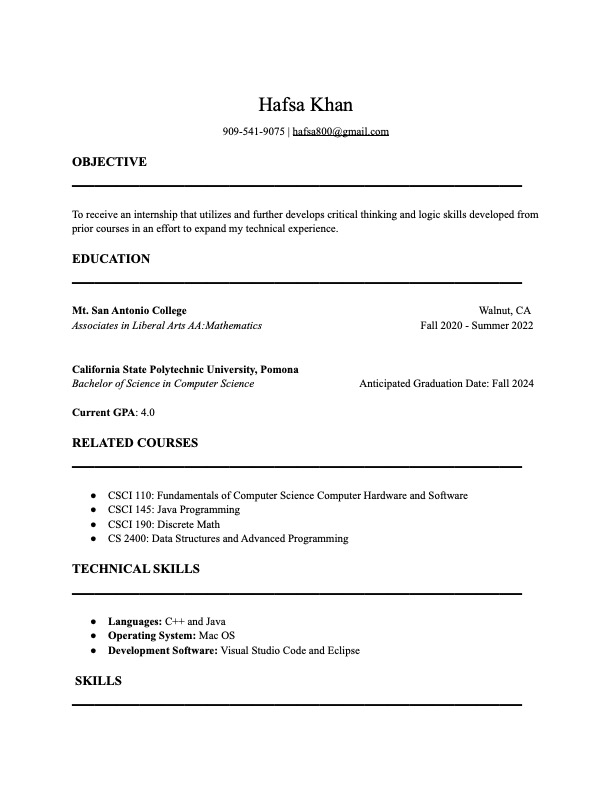 Hafsa Khan
909-541-9075 | hafsa800@gmail.com
OBJECTIVE
To receive an internship that utilizes and further develops critical thinking and logic skills developed from
prior courses in an effort to expand my technical experience.
EDUCATION
Mt. San Antonio College Walnut, CA
Associates in Liberal Arts AA:Mathematics Fall 2020 - Summer 2022
California State Polytechnic University, Pomona
Bachelor of Science in Computer Science Anticipated Graduation Date: Fall 2024
Current GPA: 4.0
RELATED COURSES
● CSCI 110: Fundamentals of Computer Science Computer Hardware and Software
● CSCI 145: Java Programming
● CSCI 190: Discrete Math
● CS 2400: Data Structures and Advanced Programming
TECHNICAL SKILLS
● Languages: C++ and Java
● Operating System: Mac OS
● Development Software: Visual Studio Code and Eclipse
SKILLS